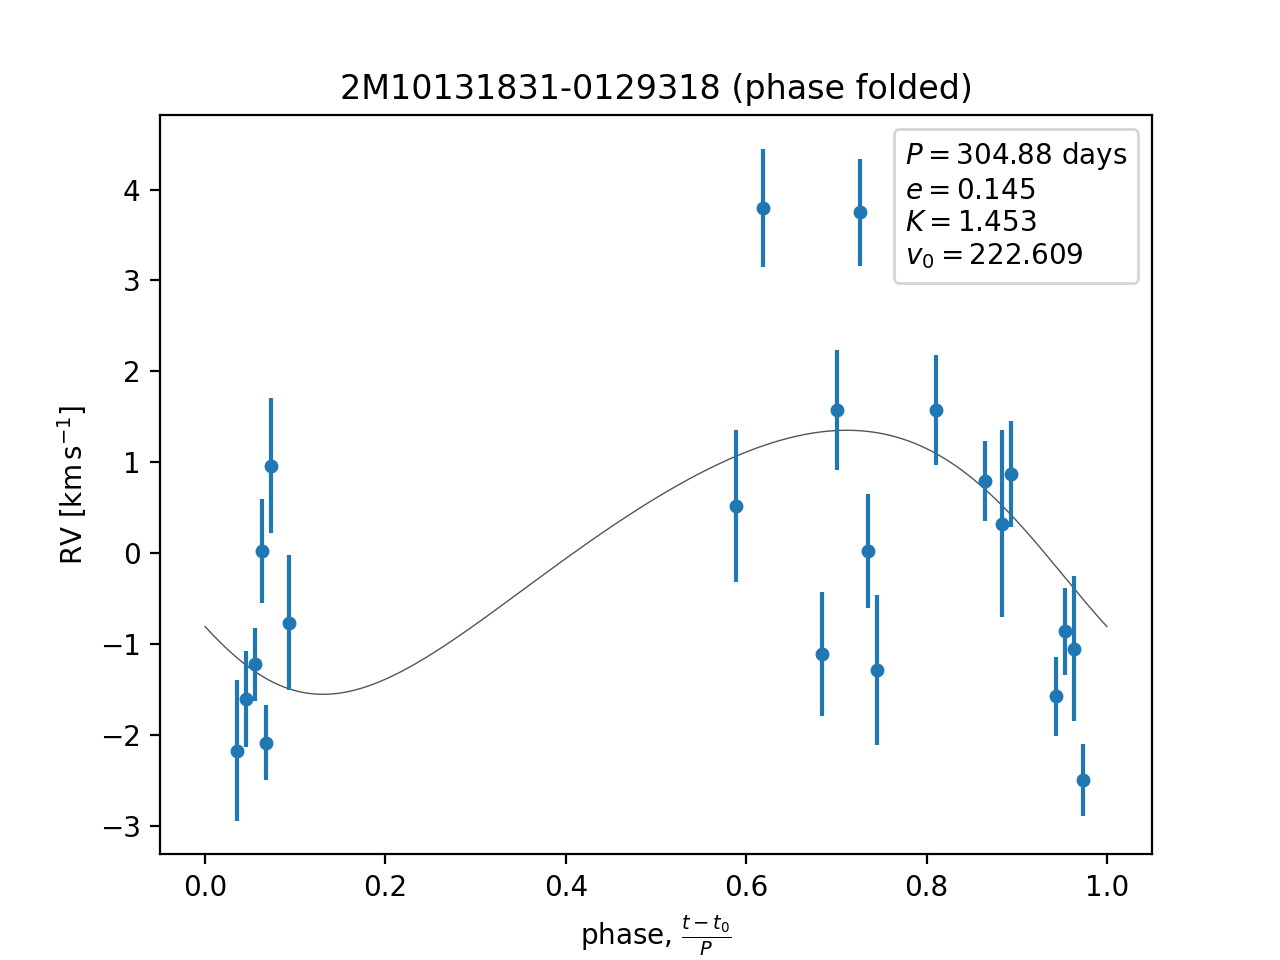 2M10131831-0129318 (phase folded)
P = 304.88 days
e = 0.145
K = 1.453
v₀ = 222.609
4
3
2
1
0
−1
−2
−3
RV [km s⁻¹]
0.0 0.2 0.4 0.6 0.8 1.0
phase, (t − t₀)/P